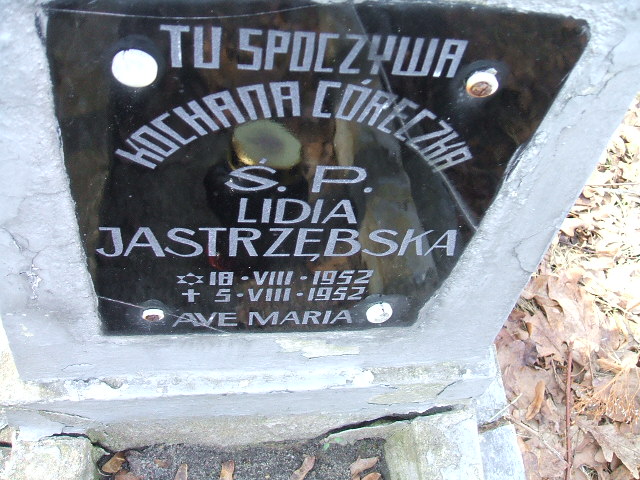 TU SPOCZYWA
KOCHANA CÓRECZKA
Ś. P.
LIDIA
JASTRZĘBSKA
✡ 18 · VIII · 1952
✝ 5 · VIII · 1952
AVE MARIA